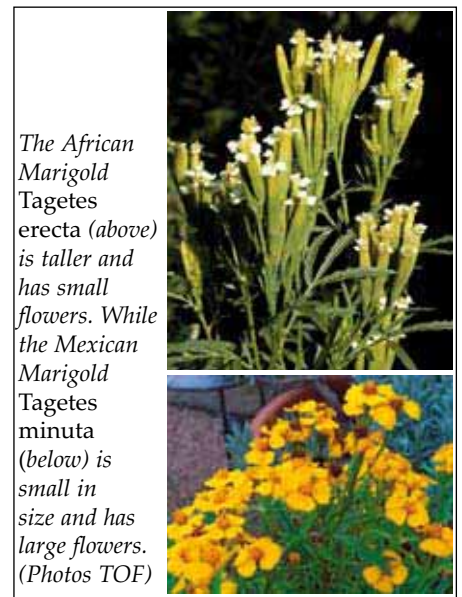 The African
Marigold
Tagetes
erecta (above)
is taller and
has small
flowers. While
the Mexican
Marigold
Tagetes
minuta
(below) is
small in
size and has
large flowers.
(Photos TOF)